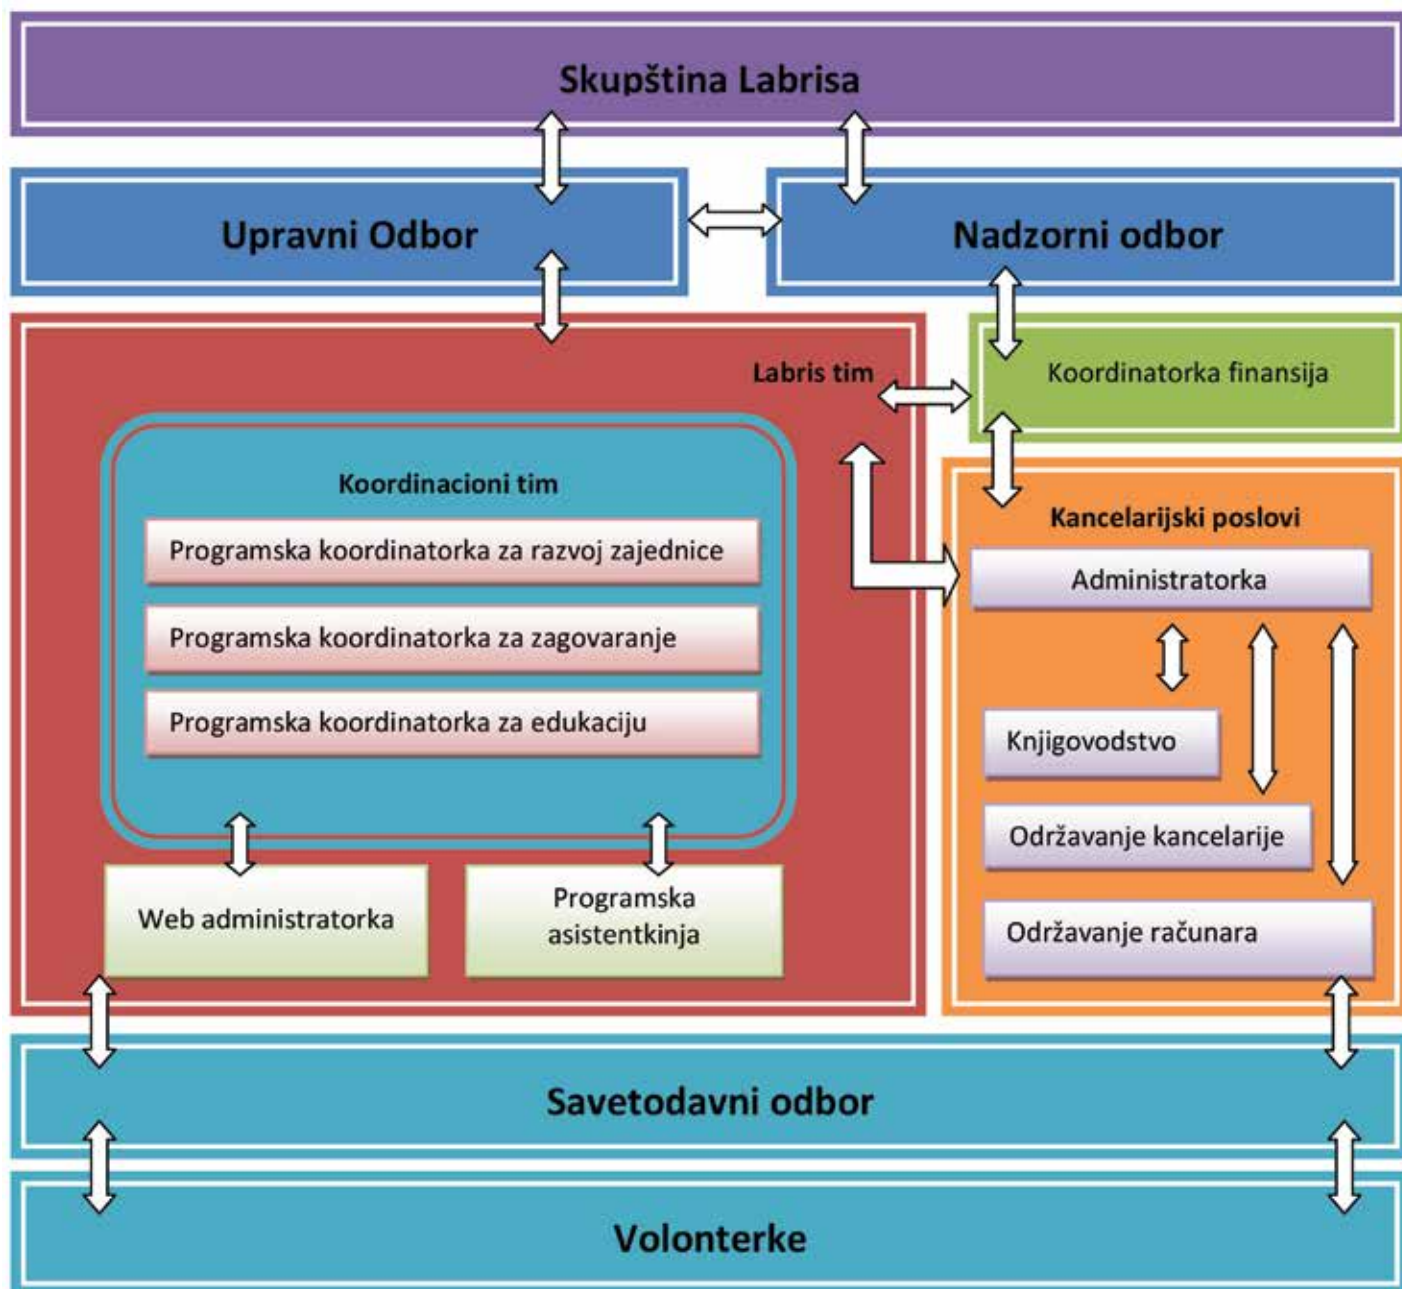 Skupština Labrisa
Upravni Odbor
Nadzorni odbor
Labris tim
Koordinatorka finansija
Koordinacioni tim
Programska koordinatorka za razvoj zajednice
Programska koordinatorka za zagovaranje
Programska koordinatorka za edukaciju
Web administratorka
Programska
asistentkinja
Kancelarijski poslovi
Administratorka
Knjigovodstvo
Održavanje kancelarije
Održavanje računara
Savetodavni odbor
Volonterke